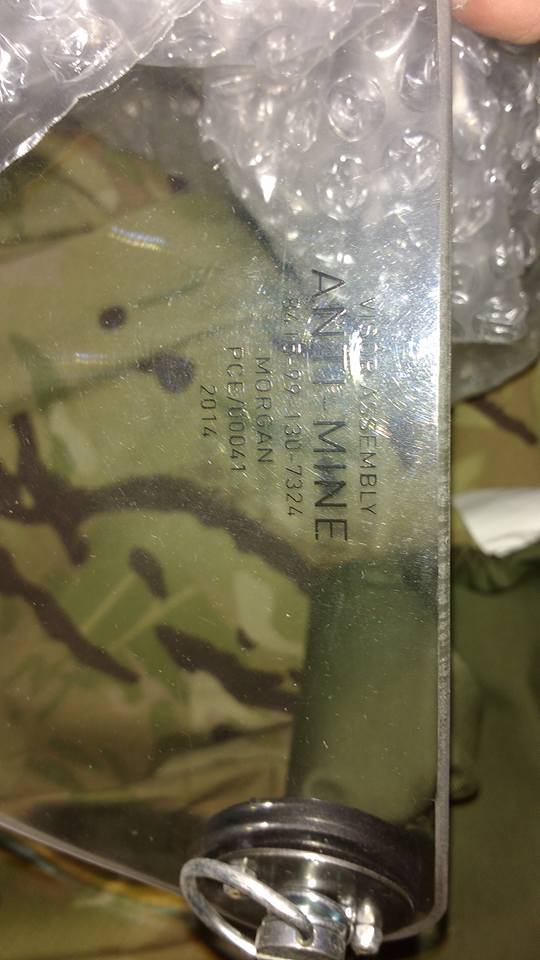 VISOR ASSEMBLY
ANTI-MINE
8415-99-130-7324
MORGAN
PCE/00041
2014